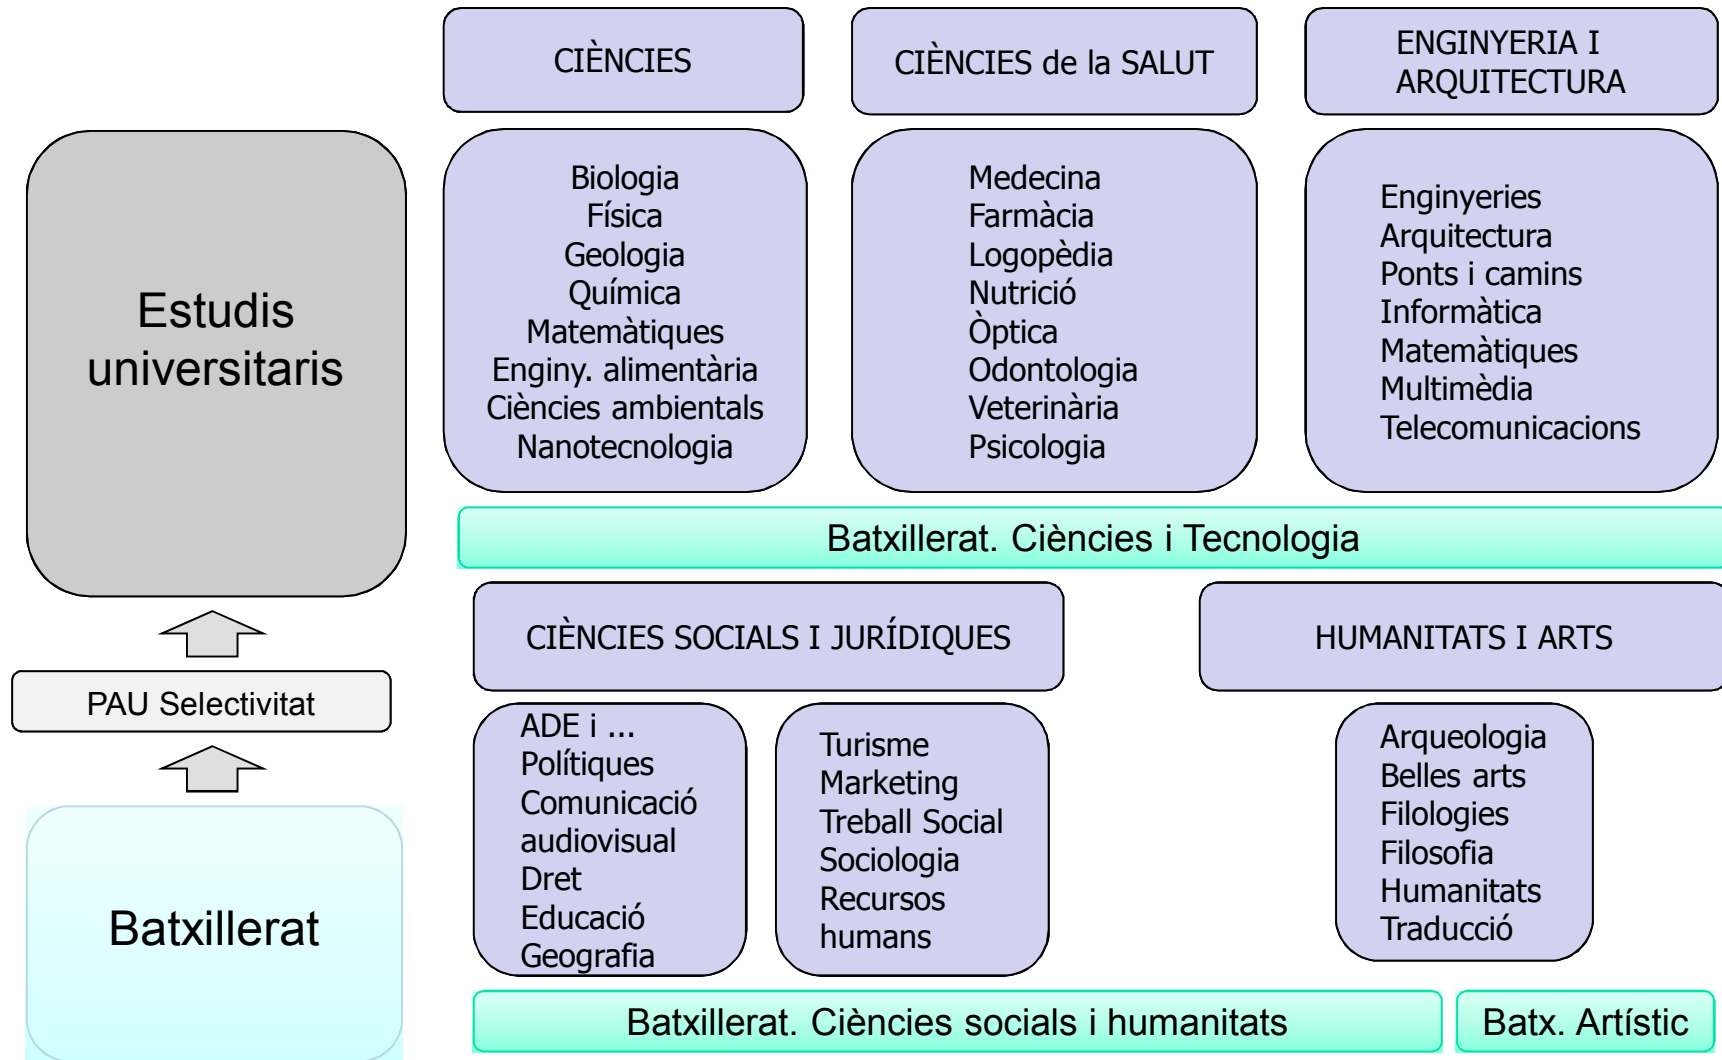 CIÈNCIES
CIÈNCIES de la SALUT
ENGINYERIA I
ARQUITECTURA
Estudis
universitaris
Biologia
Física
Geologia
Química
Matemàtiques
Enginy. alimentària
Ciències ambientals
Nanotecnologia
Medecina
Farmàcia
Logopèdia
Nutrició
Òptica
Odontologia
Veterinària
Psicologia
Enginyeries
Arquitectura
Ponts i camins
Informàtica
Matemàtiques
Multimèdia
Telecomunicacions
Batxillerat. Ciències i Tecnologia
CIÈNCIES SOCIALS I JURÍDIQUES
HUMANITATS I ARTS
PAU Selectivitat
ADE i ...
Polítiques
Comunicació
audiovisual
Dret
Educació
Geografia
Turisme
Marketing
Treball Social
Sociologia
Recursos
humans
Arqueologia
Belles arts
Filologies
Filosofia
Humanitats
Traducció
Batxillerat
Batxillerat. Ciències socials i humanitats
Batx. Artístic